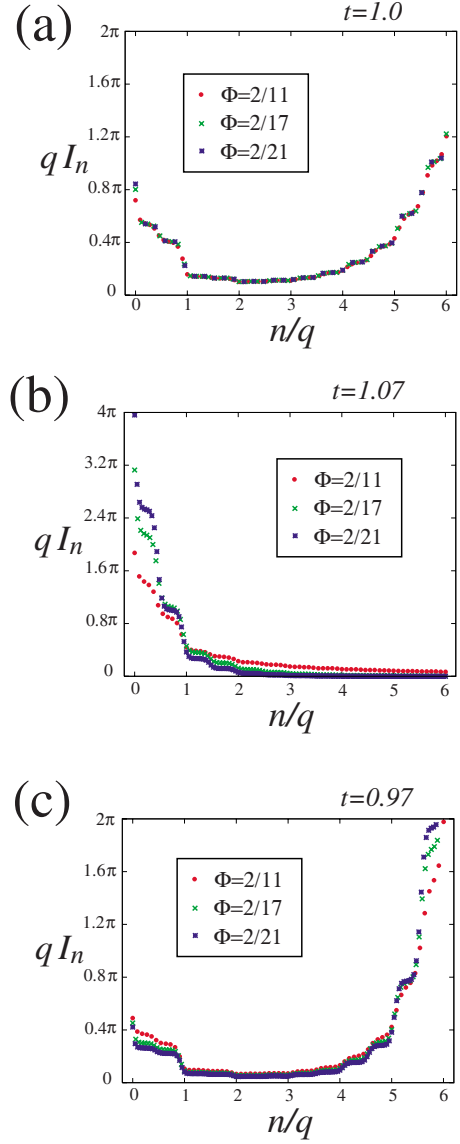 (a)
t=1.0
2π
1.6π
1.2π
0.8π
0.4π
0
q Iₙ
Φ=2/11
Φ=2/17
Φ=2/21
0 1 2 3 4 5 6
n/q
(b)
t=1.07
4π
3.2π
2.4π
1.6π
0.8π
0
q Iₙ
Φ=2/11
Φ=2/17
Φ=2/21
0 1 2 3 4 5 6
n/q
(c)
t=0.97
2π
1.6π
1.2π
0.8π
0.4π
0
q Iₙ
Φ=2/11
Φ=2/17
Φ=2/21
0 1 2 3 4 5 6
n/q